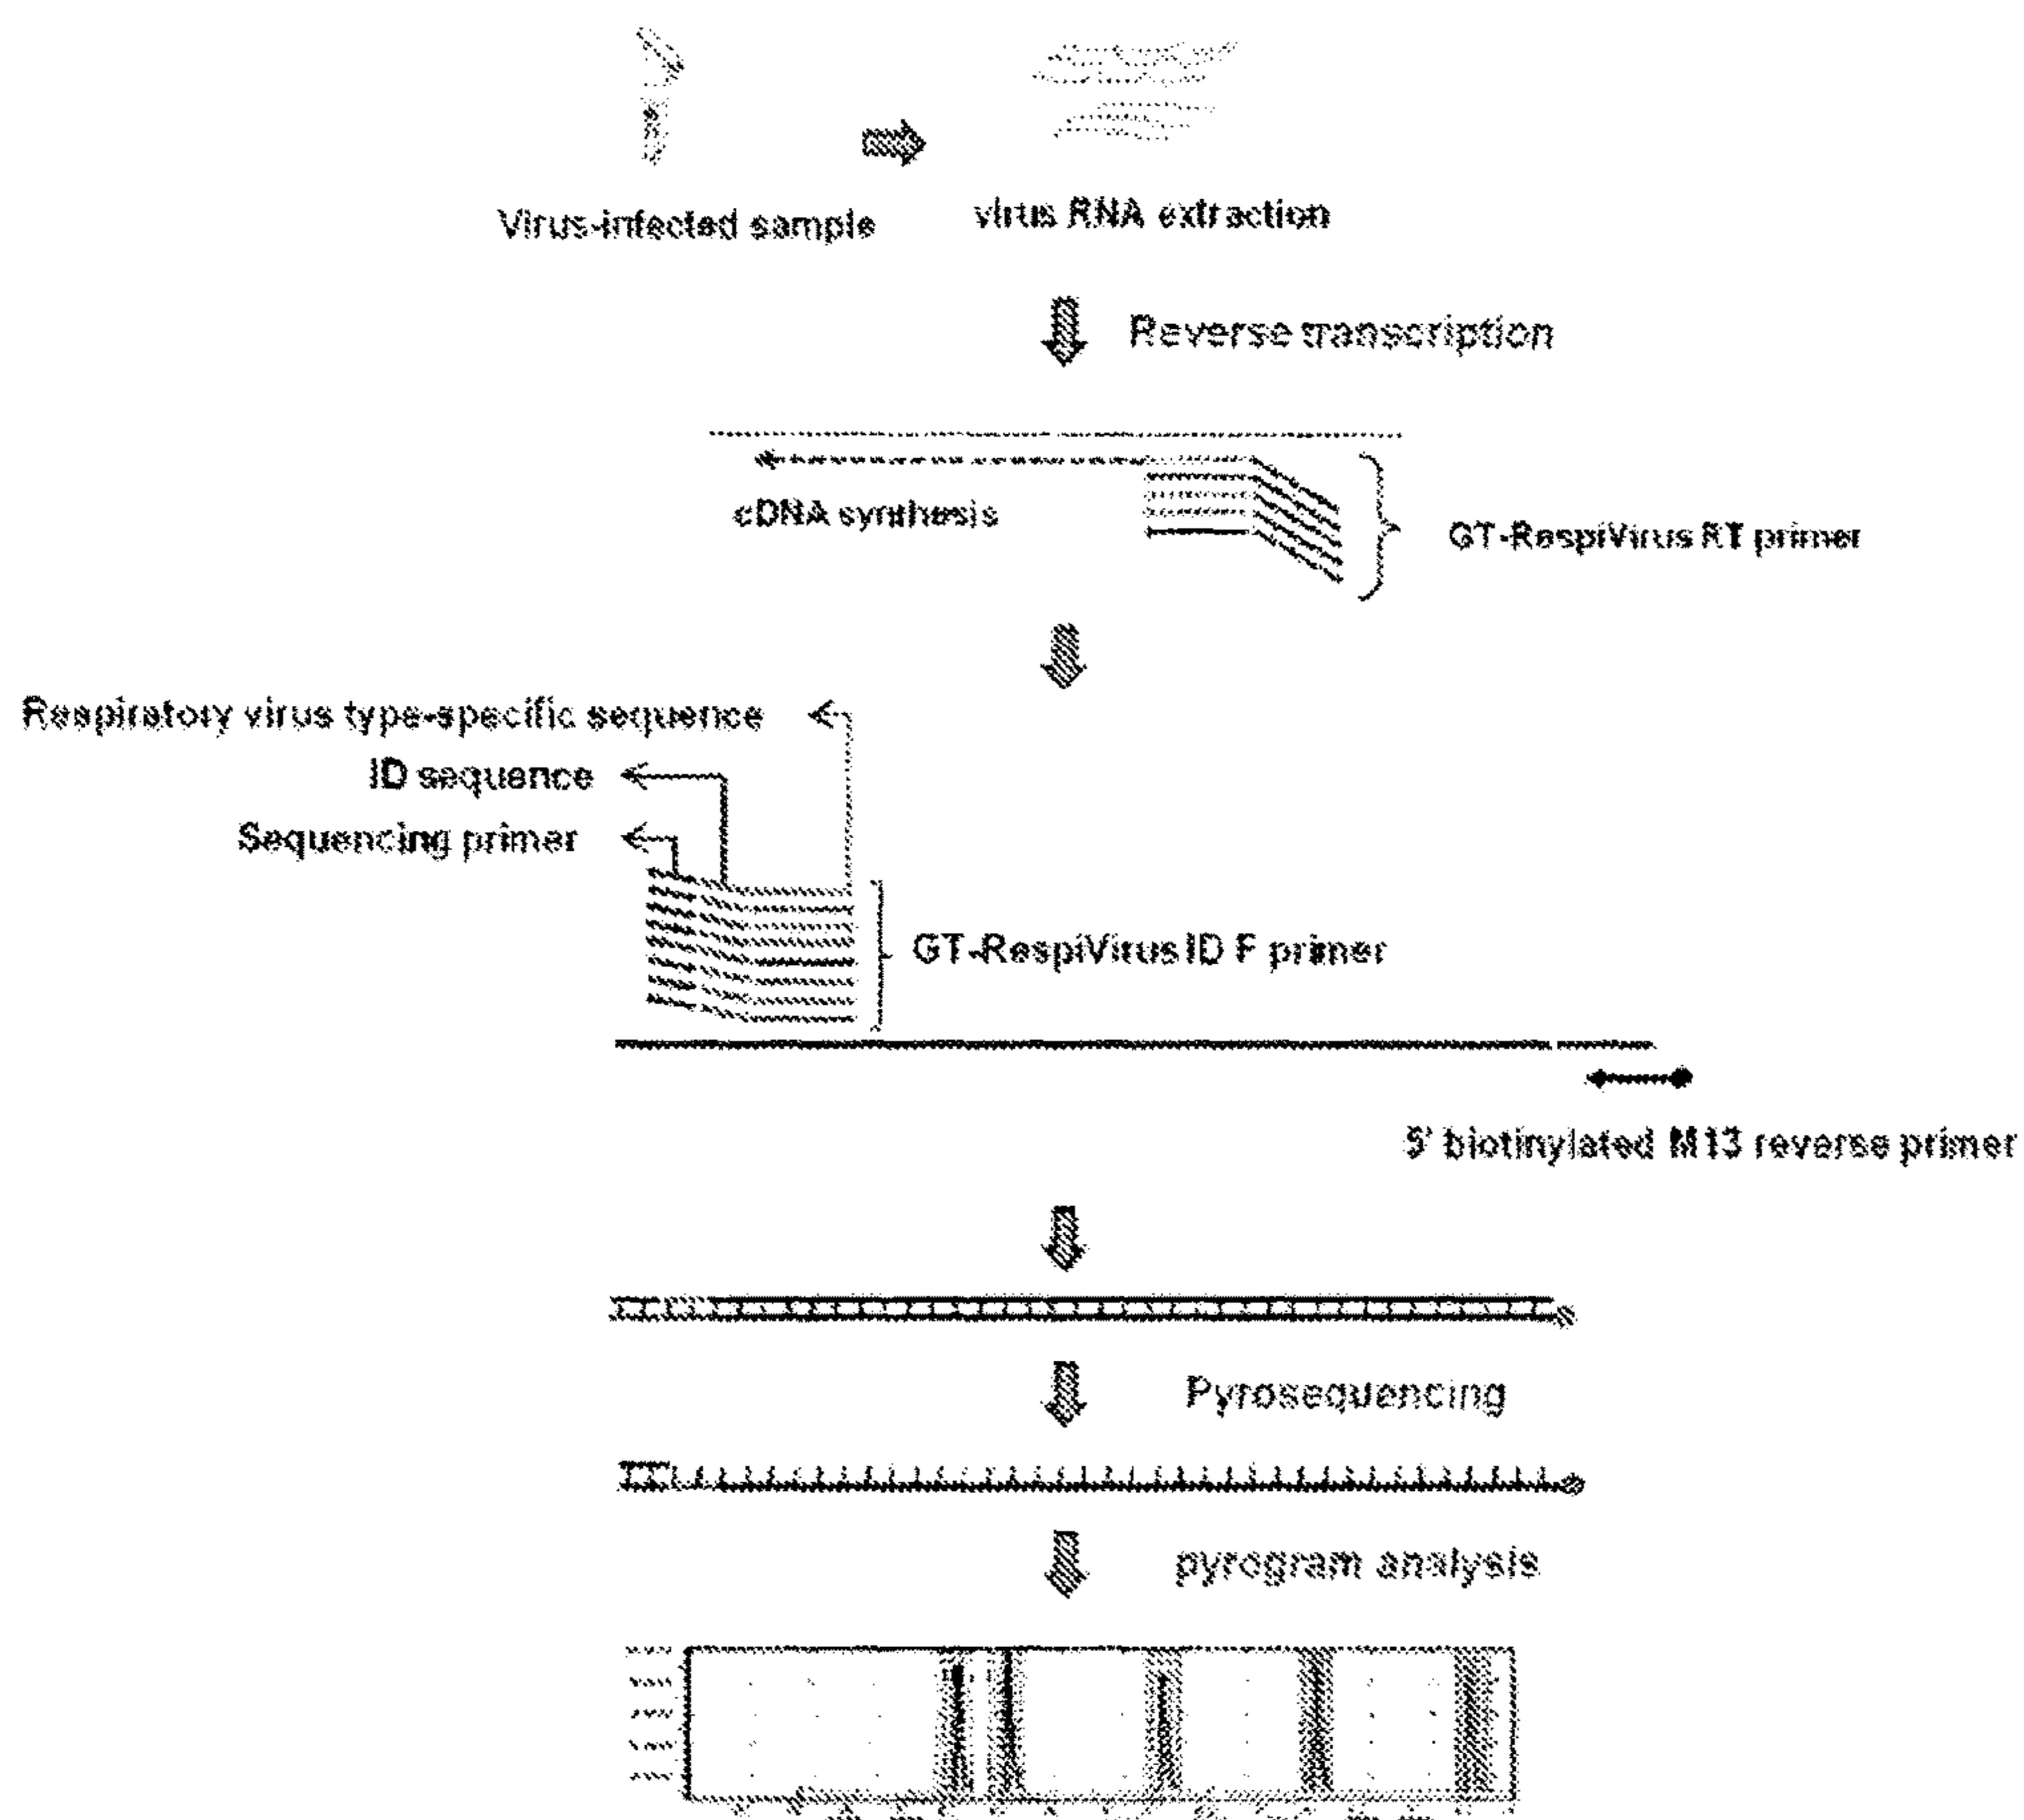 Virus-infected sample
virus RNA extraction
Reverse transcription
cDNA synthesis
GT-RespiVirus RT primer
Respiratory virus type-specific sequence
ID sequence
Sequencing primer
GT-RespiVirus ID F primer
5' biotinylated M13 reverse primer
Pyrosequencing
pyrogram analysis